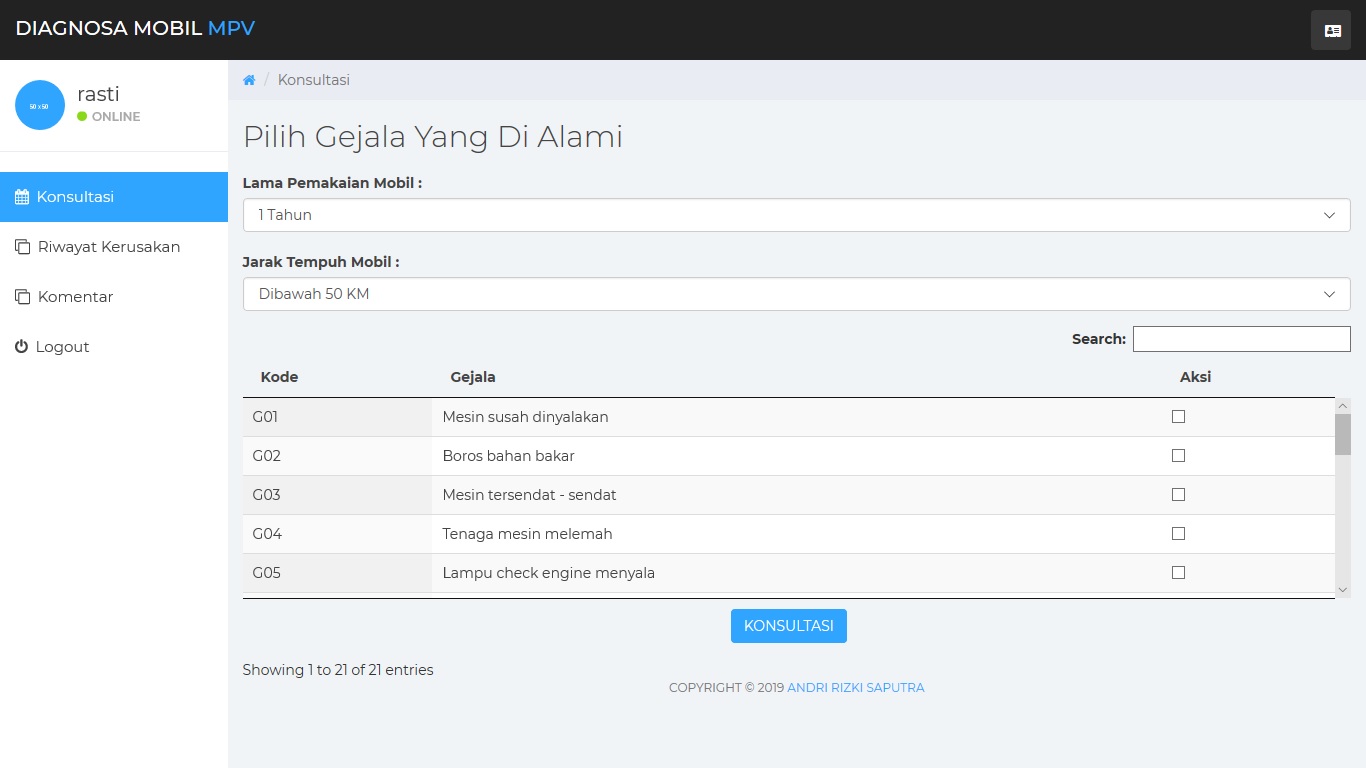 DIAGNOSA MOBIL MPV
50 x 50
rasti
ONLINE
Konsultasi
Riwayat Kerusakan
Komentar
Logout
/ Konsultasi
Pilih Gejala Yang Di Alami
Lama Pemakaian Mobil :
1 Tahun
Jarak Tempuh Mobil :
Dibawah 50 KM
Search:
Kode Gejala Aksi
G01 Mesin susah dinyalakan
G02 Boros bahan bakar
G03 Mesin tersendat - sendat
G04 Tenaga mesin melemah
G05 Lampu check engine menyala
KONSULTASI
Showing 1 to 21 of 21 entries
COPYRIGHT © 2019 ANDRI RIZKI SAPUTRA